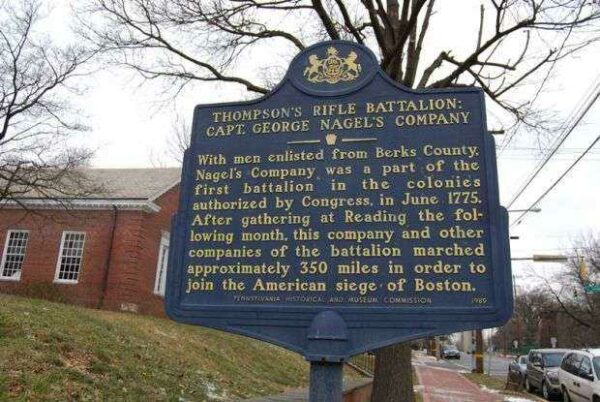 THOMPSON'S RIFLE BATTALION:
CAPT. GEORGE NAGEL'S COMPANY
With men enlisted from Berks County,
Nagel's Company was a part of the
first battalion in the colonies
authorized by Congress, in June 1775.
After gathering at Reading the fol-
lowing month, this company and other
companies of the battalion marched
approximately 350 miles in order to
join the American siege of Boston.
PENNSYLVANIA HISTORICAL AND MUSEUM COMMISSION 1989